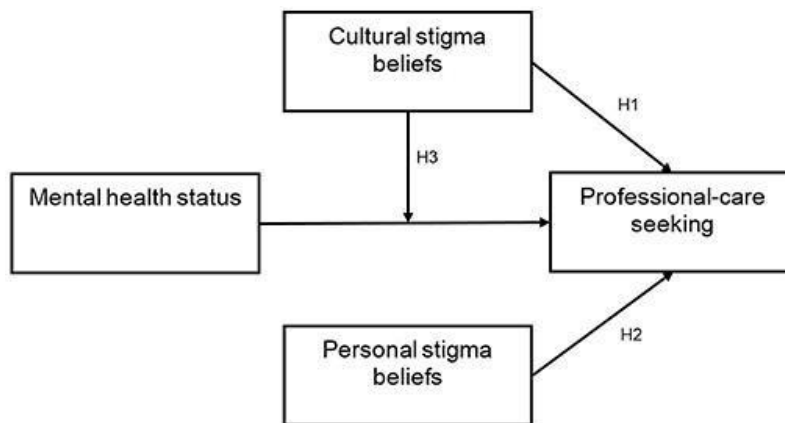 Cultural stigma
beliefs
H1
H3
Mental health status
Professional-care
seeking
Personal stigma
beliefs
H2